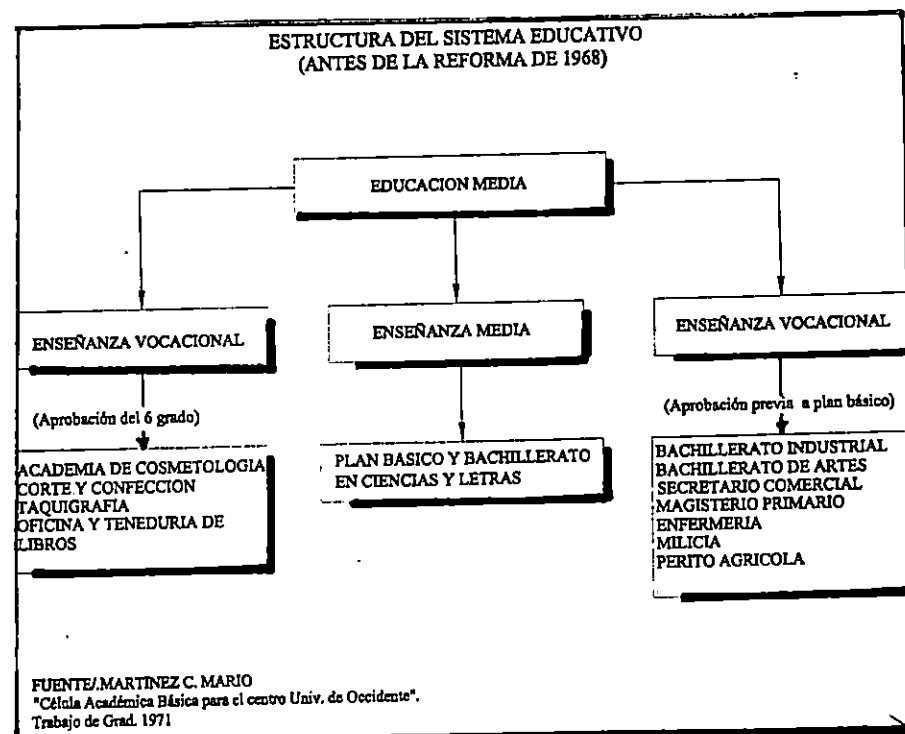 ESTRUCTURA DEL SISTEMA EDUCATIVO
(ANTES DE LA REFORMA DE 1968)
EDUCACION MEDIA
ENSEÑANZA VOCACIONAL
(Aprobación del 6 grado)
ACADEMIA DE COSMETOLOGIA
CORTE Y CONFECCION
TAQUIGRAFIA
OFICINA Y TENEDURIA DE
LIBROS
ENSEÑANZA MEDIA
PLAN BASICO Y BACHILLERATO
EN CIENCIAS Y LETRAS
ENSEÑANZA VOCACIONAL
(Aprobación previa a plan básico)
BACHILLERATO INDUSTRIAL
BACHILLERATO DE ARTES
SECRETARIO COMERCIAL
MAGISTERIO PRIMARIO
ENFERMERIA
MILICIA
PERITO AGRICOLA
FUENTE/.MARTINEZ C. MARIO
"Célula Académica Básica para el centro Univ. de Occidente".
Trabajo de Grad. 1971